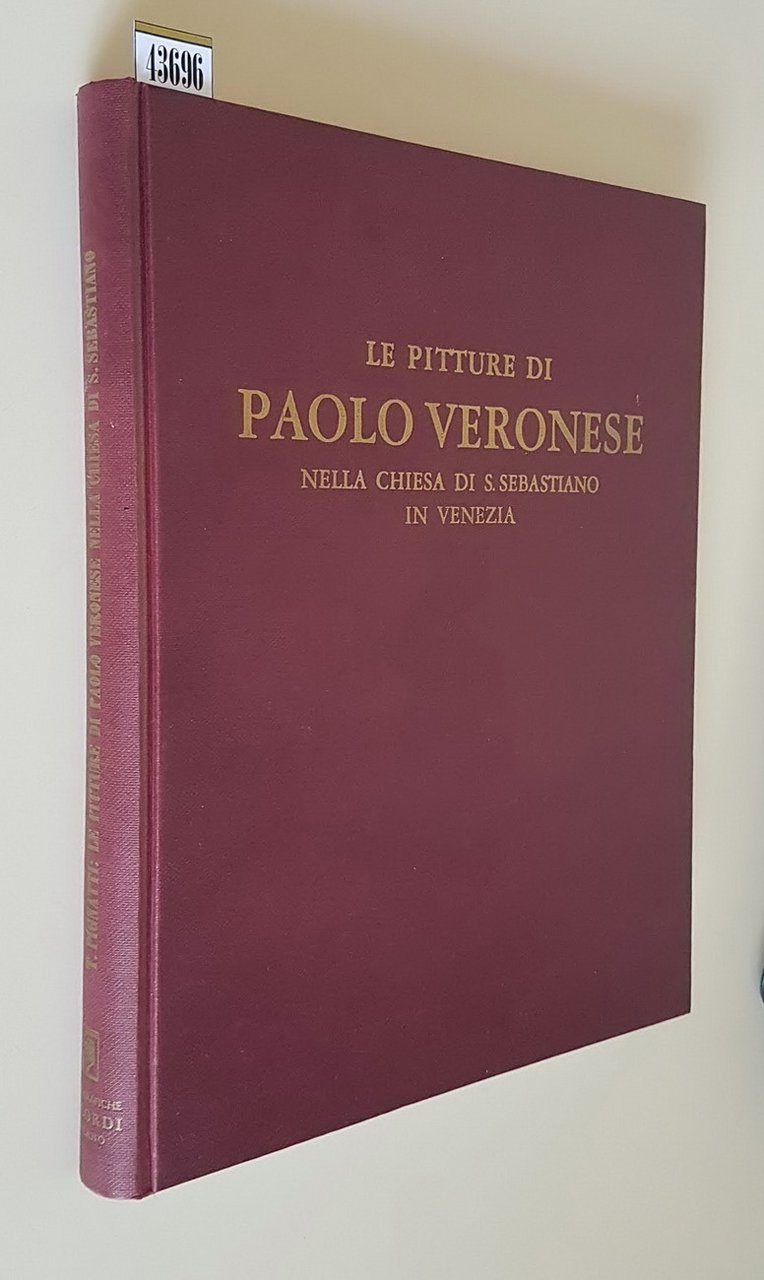 43696
LE PITTURE DI
PAOLO VERONESE
NELLA CHIESA DI S. SEBASTIANO
IN VENEZIA
T. PIGNATTI: LE PITTURE DI PAOLO VERONESE NELLA CHIESA DI S. SEBASTIANO